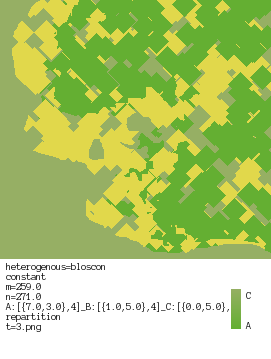 heterogenous=bloscon
constant
m=259.0
n=271.0
A:[{7.0,3.0},4]_B:[{1.0,5.0},4]_C:[{0.0,5.0},
repartition
t=3.png
C
A